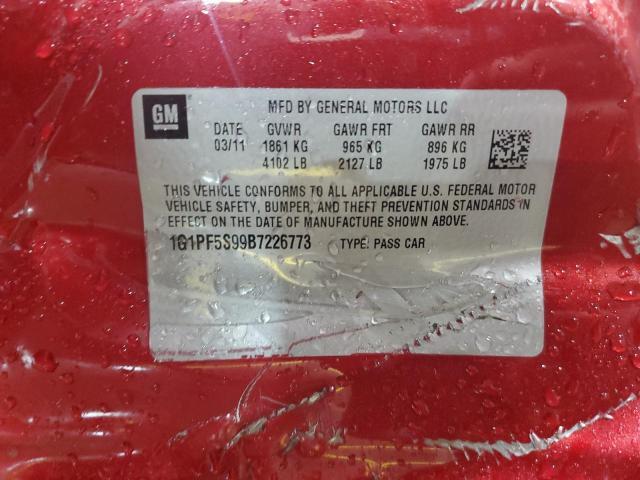 GM
MFD BY GENERAL MOTORS LLC
DATE GVWR GAWR FRT GAWR RR
03/11 1861 KG 965 KG 896 KG
4102 LB 2127 LB 1975 LB
THIS VEHICLE CONFORMS TO ALL APPLICABLE U.S. FEDERAL MOTOR
VEHICLE SAFETY, BUMPER, AND THEFT PREVENTION STANDARDS IN
EFFECT ON THE DATE OF MANUFACTURE SHOWN ABOVE.
1G1PF5S99B7226773 TYPE: PASS CAR